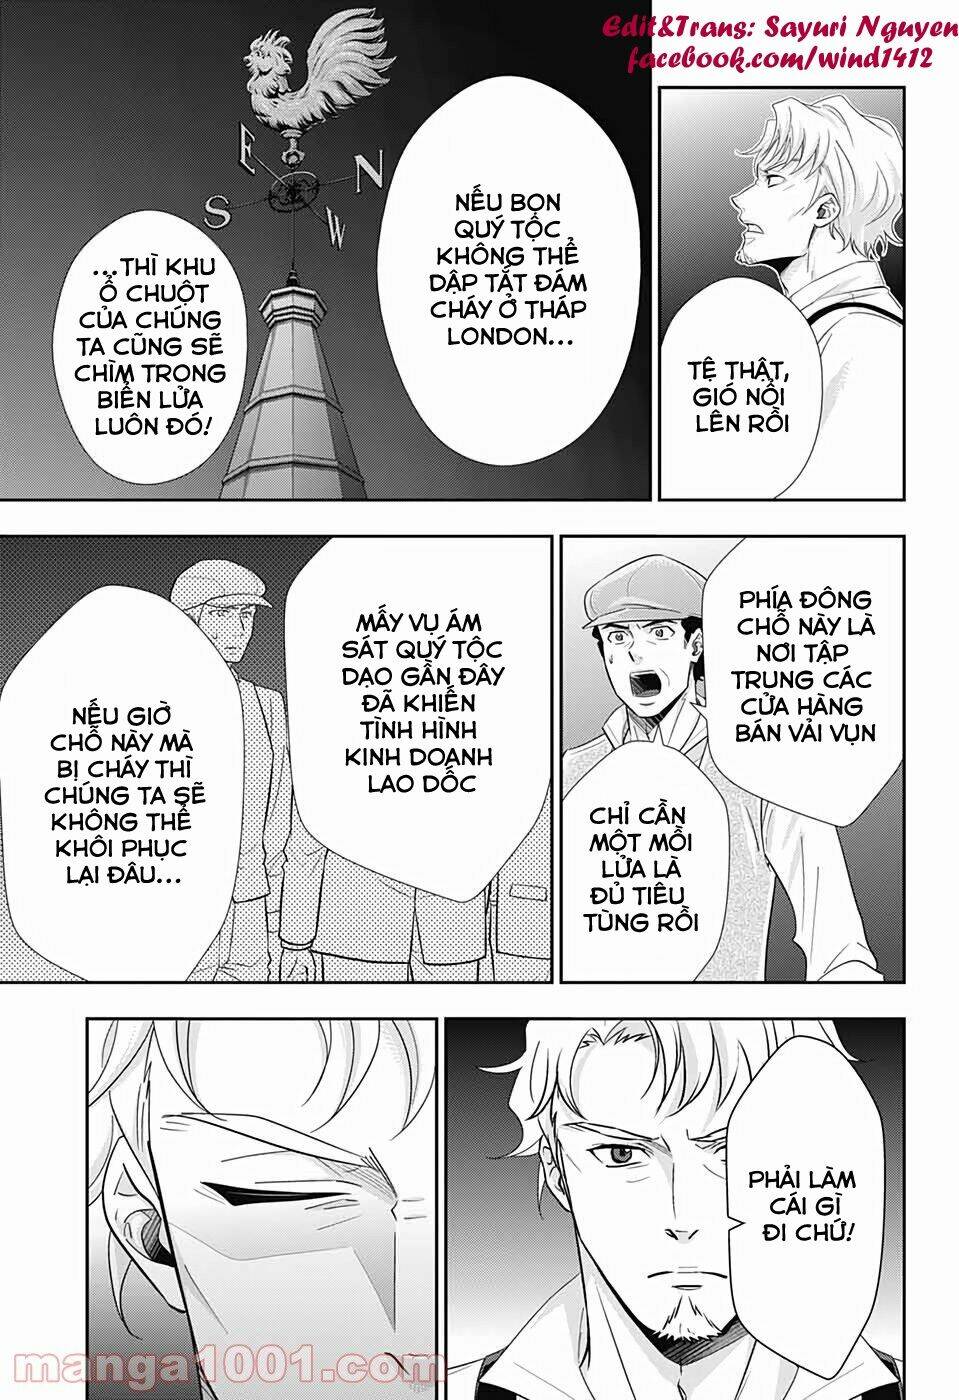 Edit&Trans: Sayuri Nguyen
facebook.com/wind1412
TỆ THẬT,
GIÓ NỔI
LÊN RỒI
NẾU BỌN
QUÝ TỘC
KHÔNG THỂ
DẬP TẮT ĐÁM
CHÁY Ở THÁP
LONDON...
E
N
S
W
...THÌ KHU
Ổ CHUỘT
CỦA CHÚNG
TA CŨNG SẼ
CHÌM TRONG
BIỂN LỬA
LUÔN ĐÓ!
PHÍA ĐÔNG
CHỖ NÀY LÀ
NƠI TẬP
TRUNG CÁC
CỬA HÀNG
BÁN VẢI VỤN
CHỈ CẦN
MỘT MỒI
LỬA LÀ
ĐỦ TIÊU
TÙNG RỒI
MẤY VỤ ÁM
SÁT QUÝ TỘC
DẠO GẦN ĐÂY
ĐÃ KHIẾN
TÌNH HÌNH
KINH DOANH
LAO DỐC
NẾU GIỜ
CHỖ NÀY MÀ
BỊ CHÁY THÌ
CHÚNG TA SẼ
KHÔNG THỂ
KHÔI PHỤC
LẠI ĐÂU...
PHẢI LÀM
CÁI GÌ
ĐI CHỨ!
manga1001.com